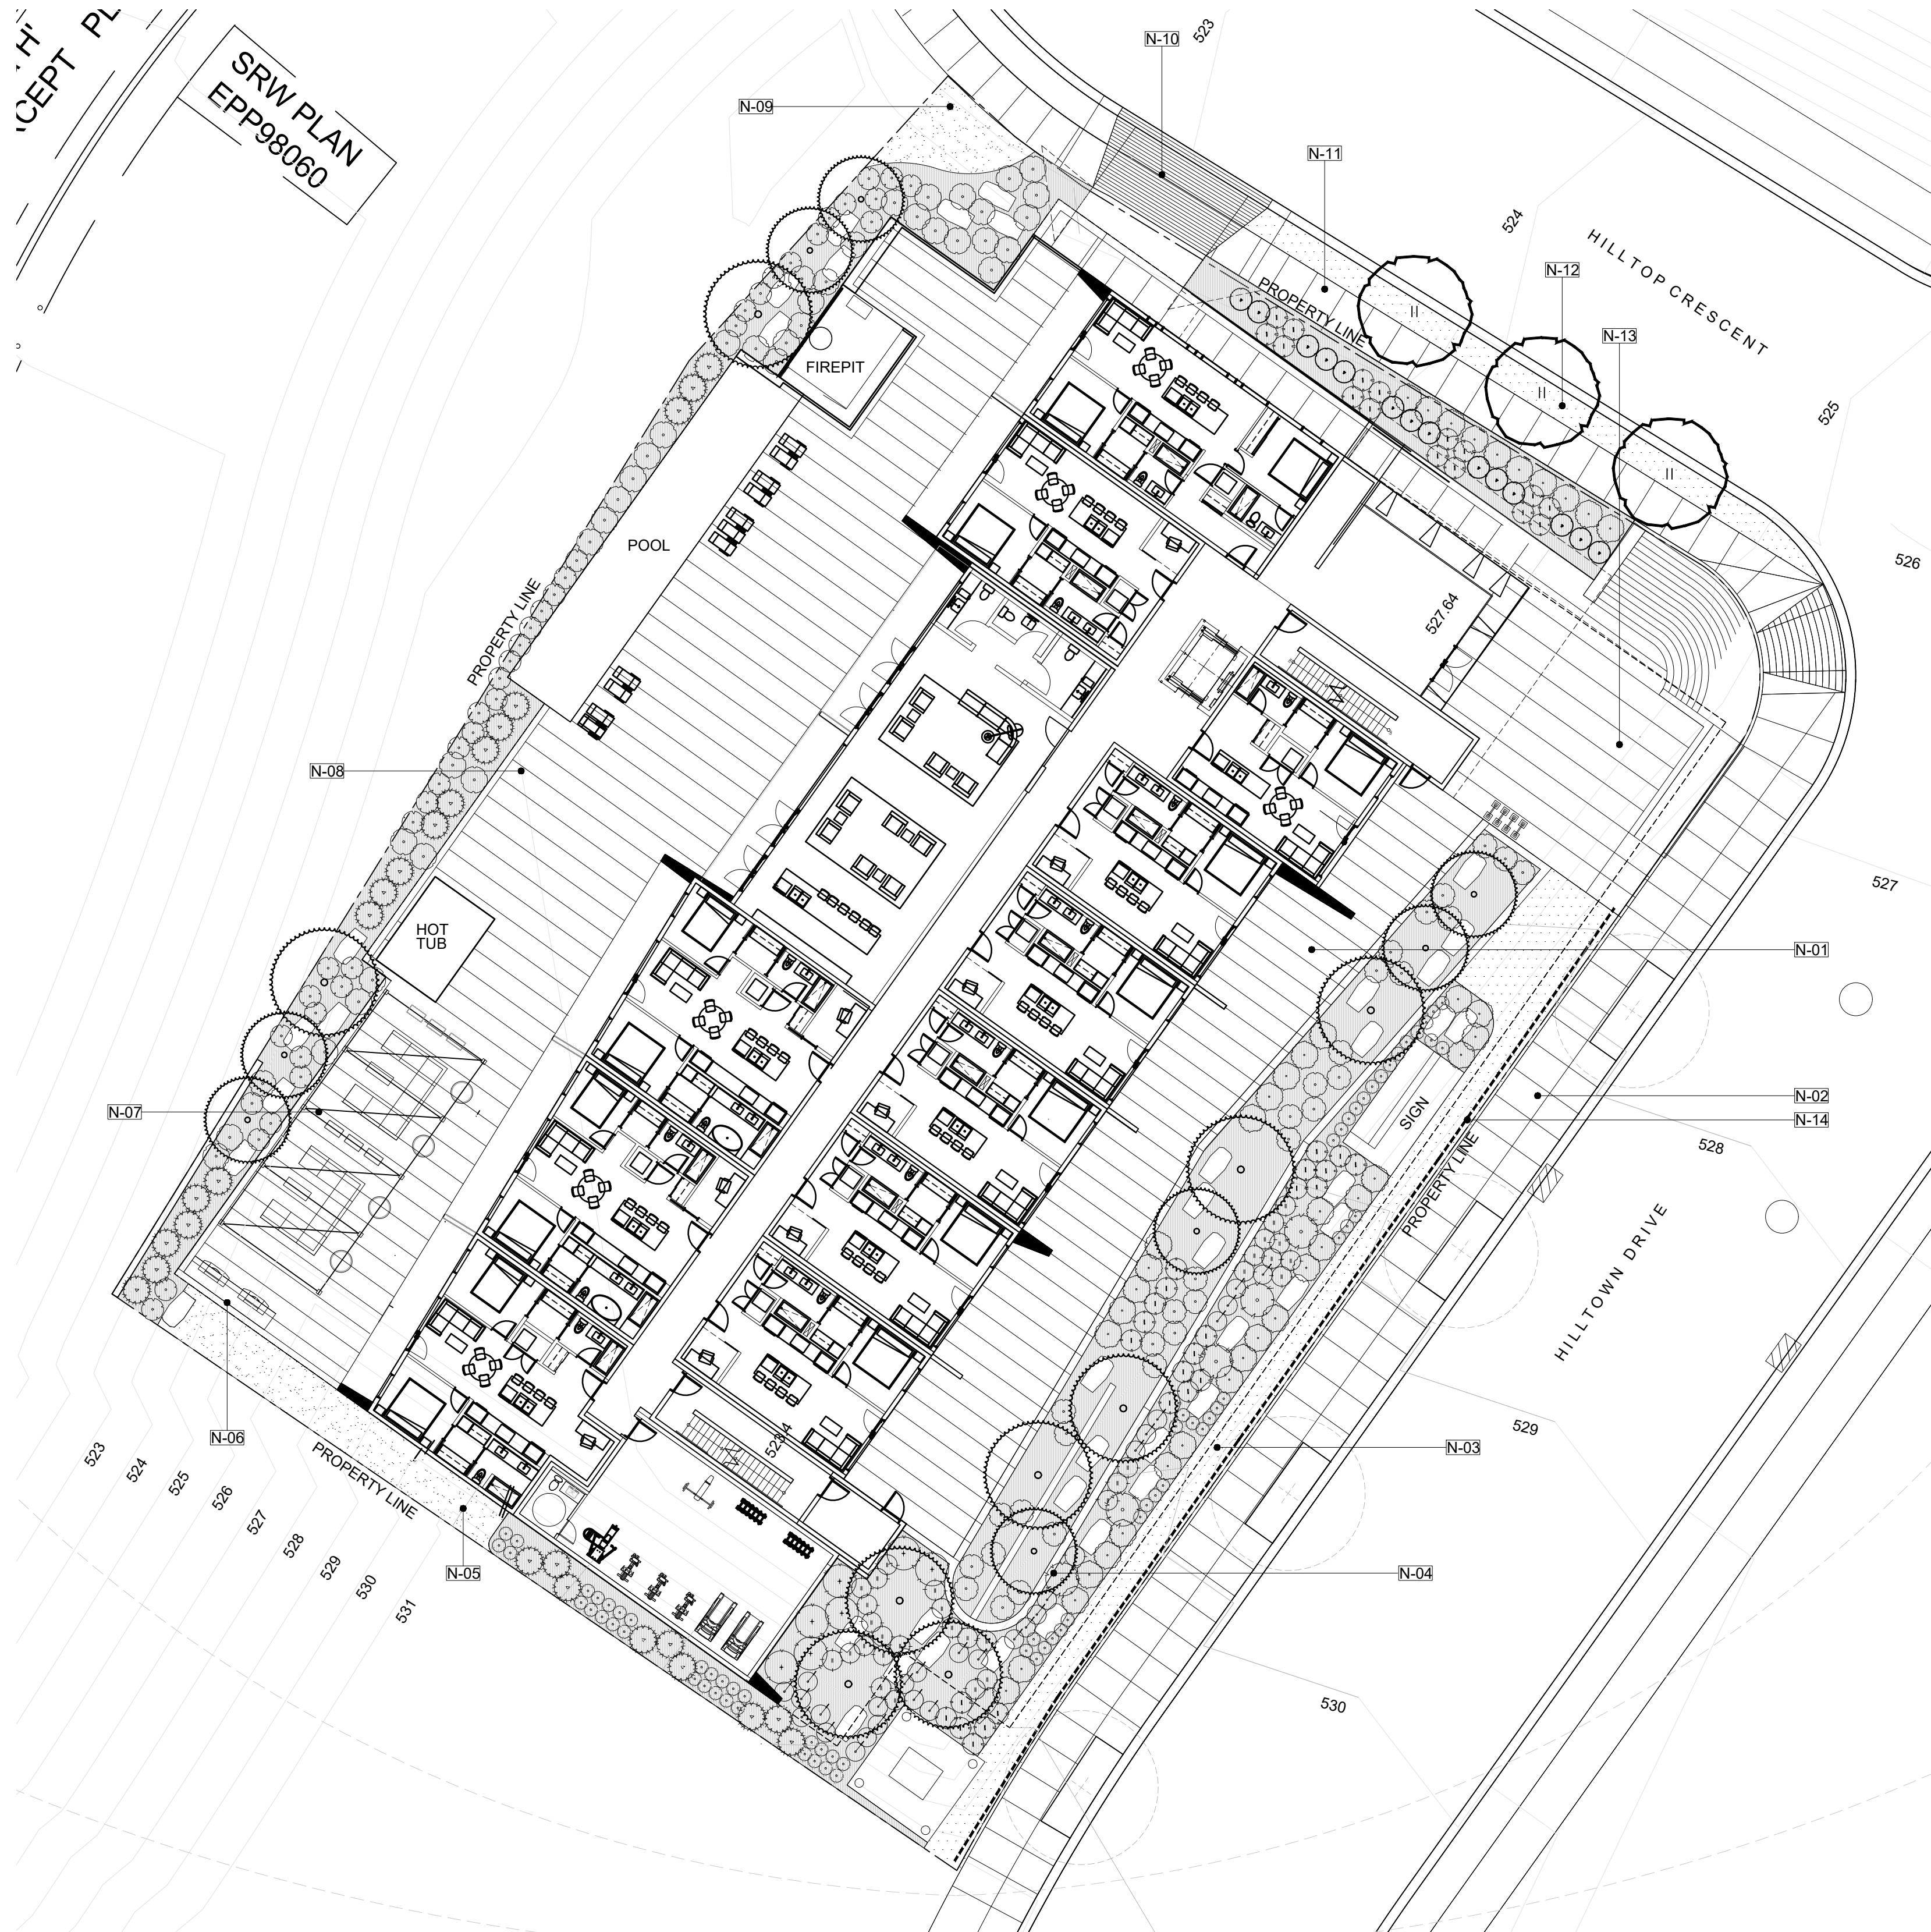 'H'
CEPT PL
SRW PLAN
EPP98060
N-10
523
N-09
N-11
524
HILLTOP CRESCENT
N-12
N-13
PROPERTY LINE
FIREPIT
525
POOL
526
527.64
PROPERTY LINE
N-08
527
HOT
TUB
N-01
N-02
N-07
SIGN
N-14
528
PROPERTY LINE
HILLTOWN DRIVE
N-06
529
N-03
PROPERTY LINE
523
524
525
526
527
528
529
530
531
N-05
N-04
530